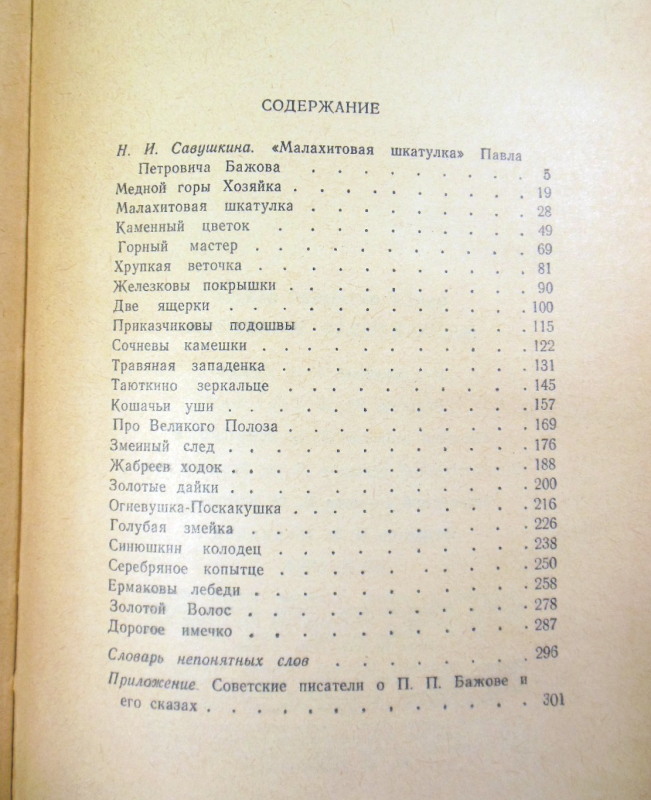 СОДЕРЖАНИЕ
Н. И. Савушкина. «Малахитовая шкатулка» Павла
Петровича Бажова . . . . . . . . . 5
Медной горы Хозяйка . . . . . . . . . . 19
Малахитовая шкатулка . . . . . . . . . 28
Каменный цветок . . . . . . . . . . 49
Горный мастер . . . . . . . . . . . 69
Хрупкая веточка . . . . . . . . . . . 81
Железковы покрышки . . . . . . . . . . 90
Две ящерки . . . . . . . . . . . . 100
Приказчиковы подошвы . . . . . . . . . 115
Сочневы камешки . . . . . . . . . . . 122
Травяная западенка . . . . . . . . . . 131
Таюткино зеркальце . . . . . . . . . . 145
Кошачьи уши . . . . . . . . . . . . 157
Про Великого Полоза . . . . . . . . . . 169
Змеиный след . . . . . . . . . . . . 176
Жабреев ходок . . . . . . . . . . . . 188
Золотые дайки . . . . . . . . . . . . 200
Огневушка-Поскакушка . . . . . . . . . 216
Голубая змейка . . . . . . . . . . . 226
Синюшкин колодец . . . . . . . . . . 238
Серебряное копытце . . . . . . . . . . 250
Ермаковы лебеди . . . . . . . . . . . 258
Золотой Волос . . . . . . . . . . . 278
Дорогое имечко . . . . . . . . . . . 287
Словарь непонятных слов . . . . . . . . 296
Приложение. Советские писатели о П. П. Бажове и
его сказах . . . . . . . . . . . . 301